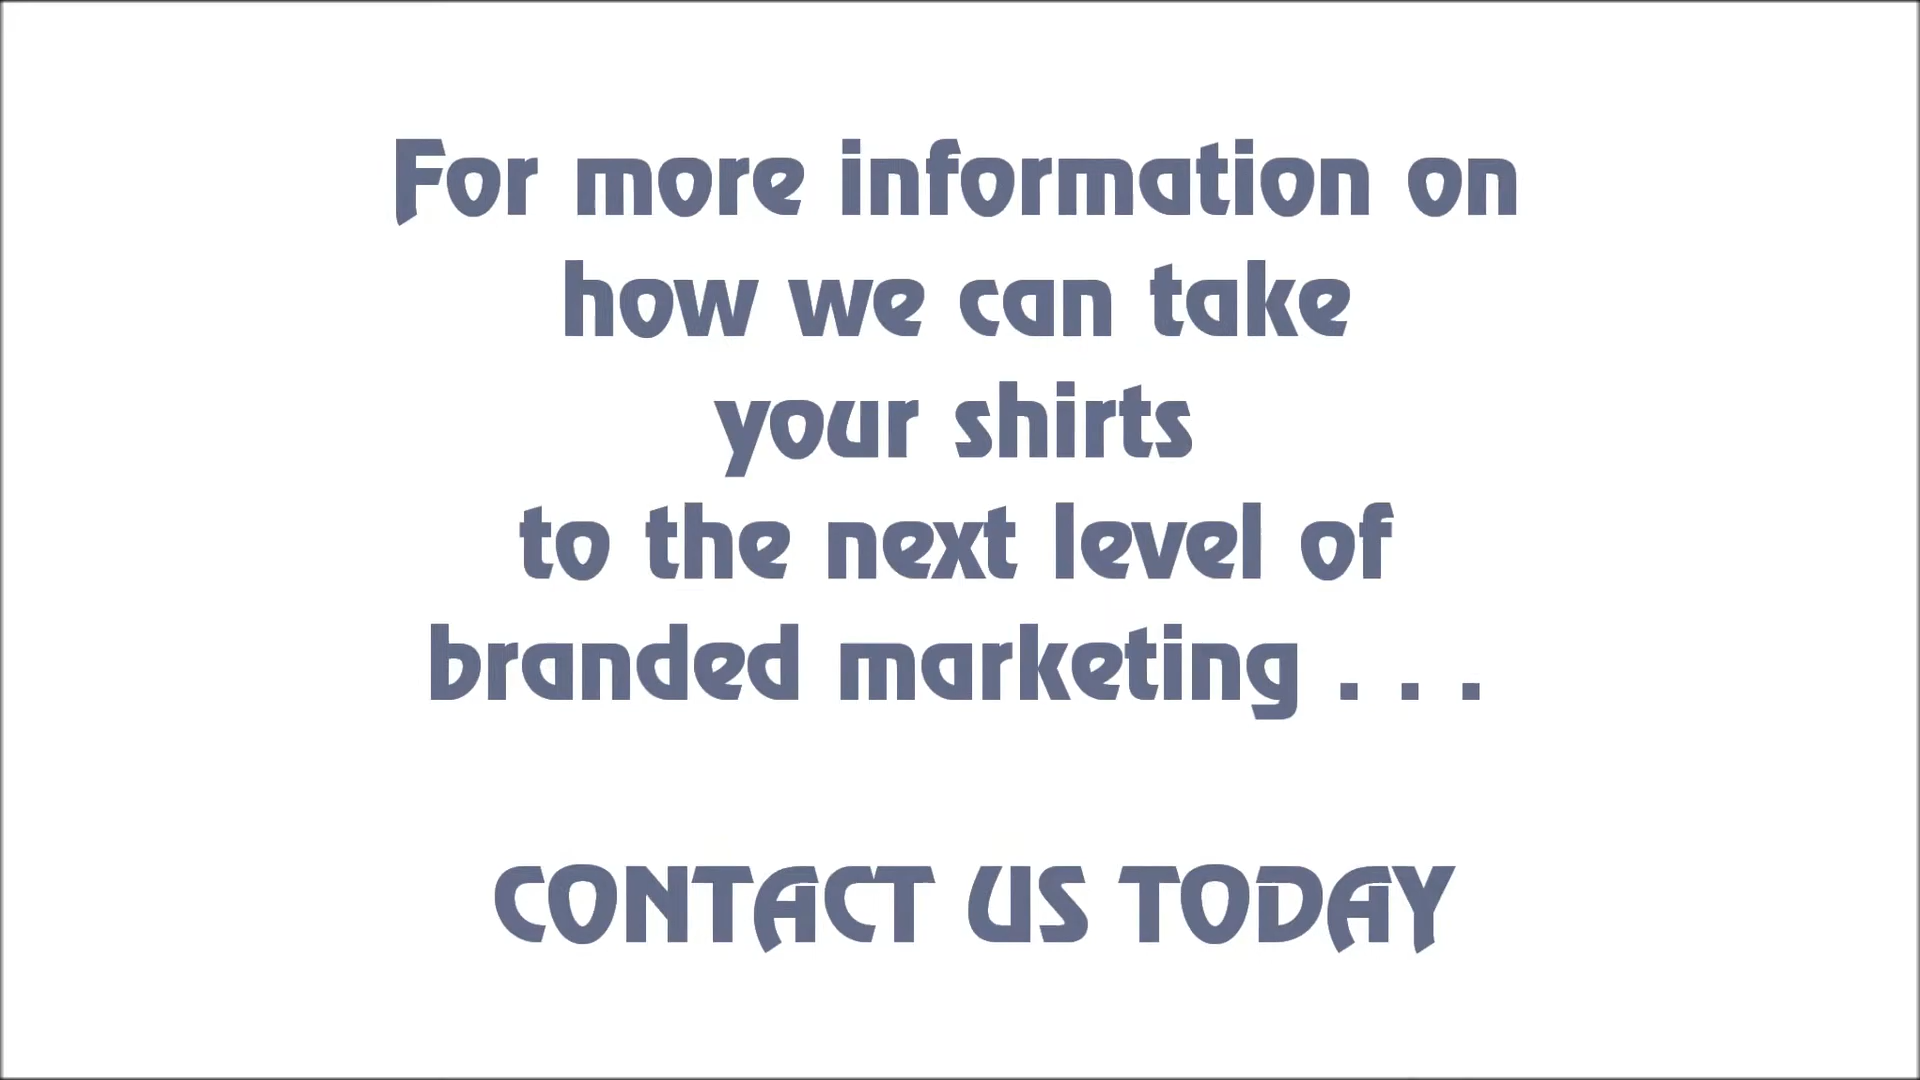 For more information on
how we can take
your shirts
to the next level of
branded marketing . . .
CONTACT US TODAY